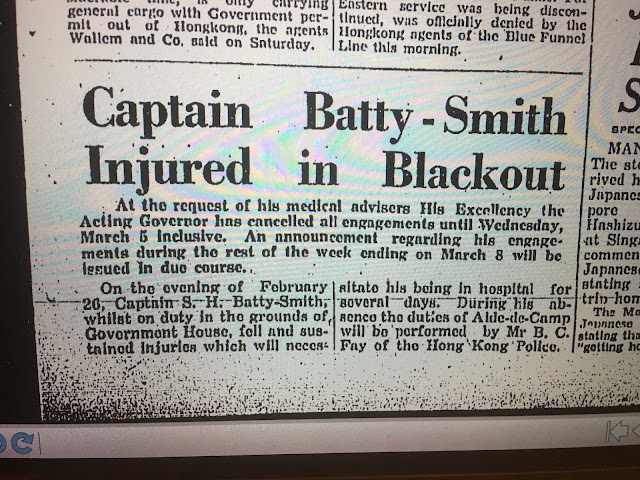 general cargo with Government per-
mit out of Hongkong, the agents
Wallem and Co. said on Saturday.
Eastern service was being discon-
tinued, was officially denied by the
Hongkong agents of the Blue Funnel
Line this morning.
Captain Batty-Smith
Injured in Blackout
At the request of his medical advisers His Excellency the
Acting Governor has cancelled all engagements until Wednesday,
March 5 inclusive. An announcement regarding his engage-
ments during the rest of the week ending on March 8 will be
issued in due course.
On the evening of February
26, Captain S. H. Batty-Smith,
whilst on duty in the grounds of
Government House, fell and sus-
tained injuries which will neces-
sitate his being in hospital for
several days. During his ab-
sence the duties of Aide-de-Camp
will be performed by Mr B. C.
Fay of the Hong Kong Police.
MAN
The
Japanes
pore
Hashizu
at Sing
commen
Japanes
stating
trip hom
The Ma
Japanese
stating tha
"getting ho